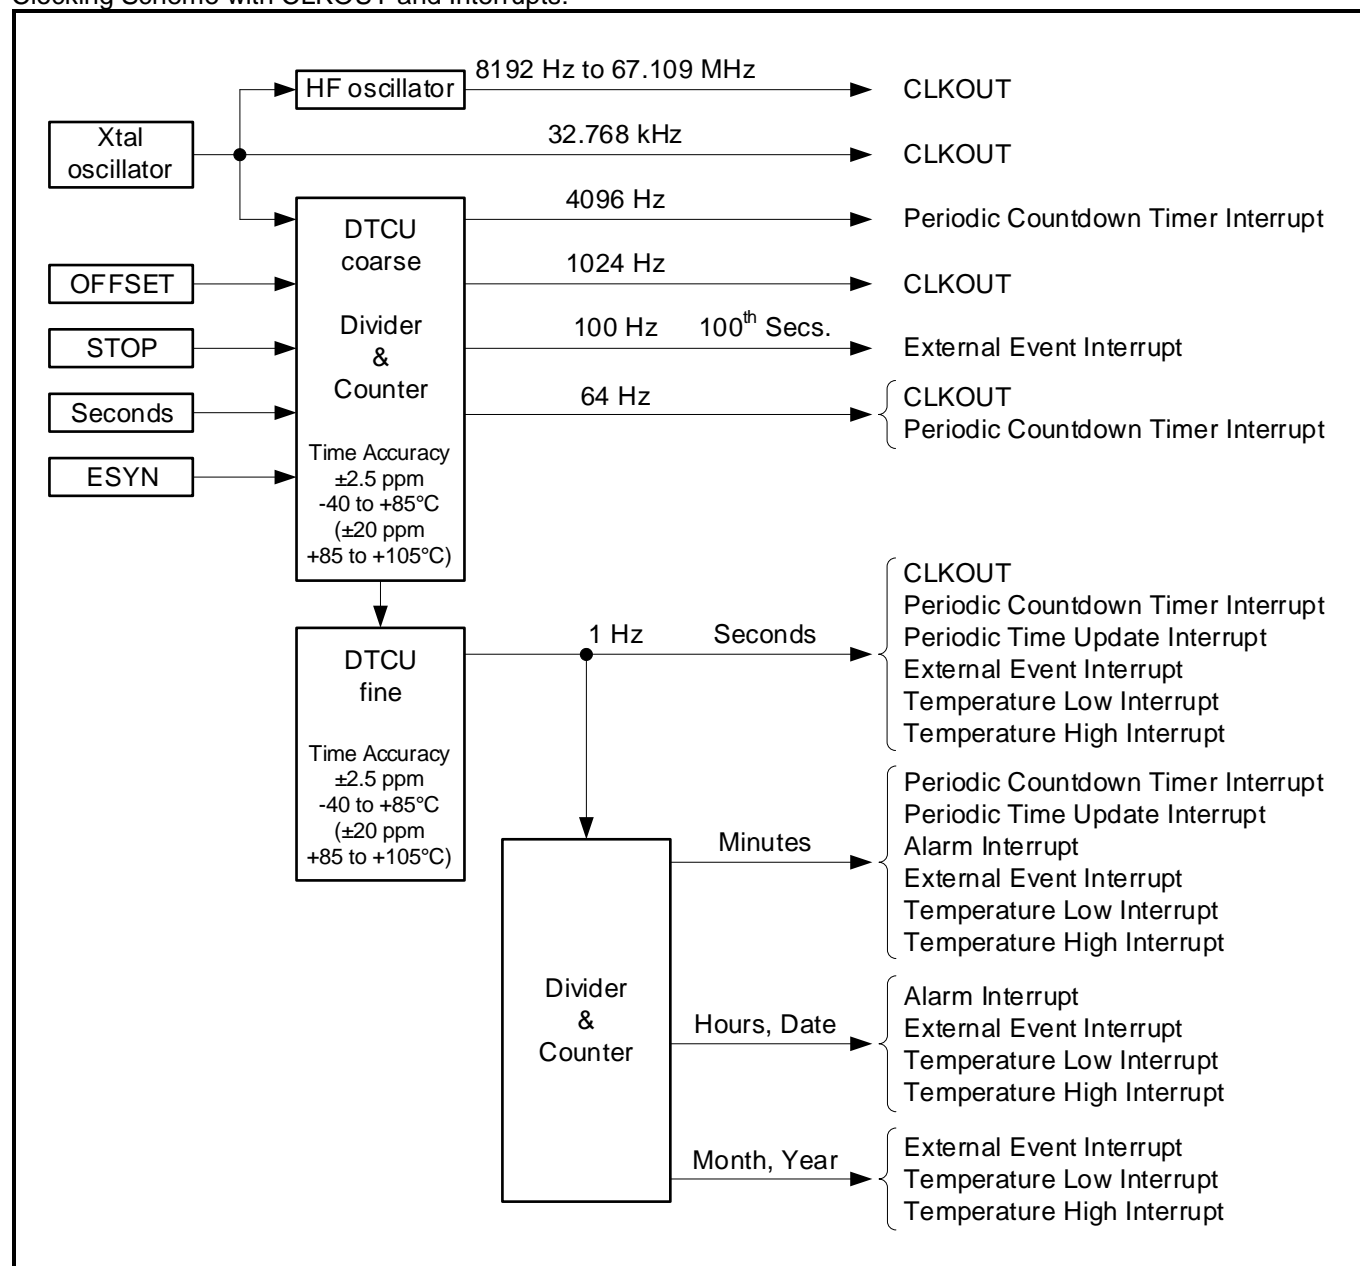 Clocking Scheme with CLKOUT and Interrupts:
8192 Hz to 67.109 MHz
HF oscillator
CLKOUT
Xtal
oscillator
32.768 kHz
CLKOUT
4096 Hz
Periodic Countdown Timer Interrupt
DTCU
coarse
OFFSET
1024 Hz
CLKOUT
Divider
&
Counter
STOP
100 Hz 100th Secs.
External Event Interrupt
Seconds
64 Hz
CLKOUT
Periodic Countdown Timer Interrupt
ESYN
Time Accuracy
±2.5 ppm
-40 to +85°C
(±20 ppm
+85 to +105°C)
DTCU
fine
Time Accuracy
±2.5 ppm
-40 to +85°C
(±20 ppm
+85 to +105°C)
1 Hz Seconds
CLKOUT
Periodic Countdown Timer Interrupt
Periodic Time Update Interrupt
External Event Interrupt
Temperature Low Interrupt
Temperature High Interrupt
Divider
&
Counter
Minutes
Periodic Countdown Timer Interrupt
Periodic Time Update Interrupt
Alarm Interrupt
External Event Interrupt
Temperature Low Interrupt
Temperature High Interrupt
Hours, Date
Alarm Interrupt
External Event Interrupt
Temperature Low Interrupt
Temperature High Interrupt
Month, Year
External Event Interrupt
Temperature Low Interrupt
Temperature High Interrupt